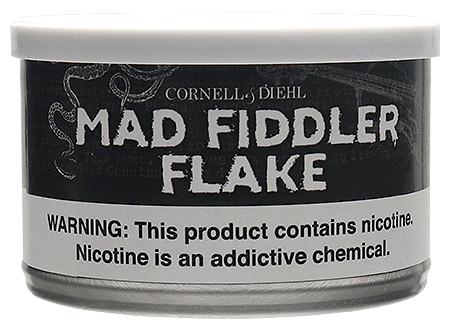 CORNELL & DIEHL
MAD FIDDLER
FLAKE
WARNING: This product contains nicotine.
Nicotine is an addictive chemical.